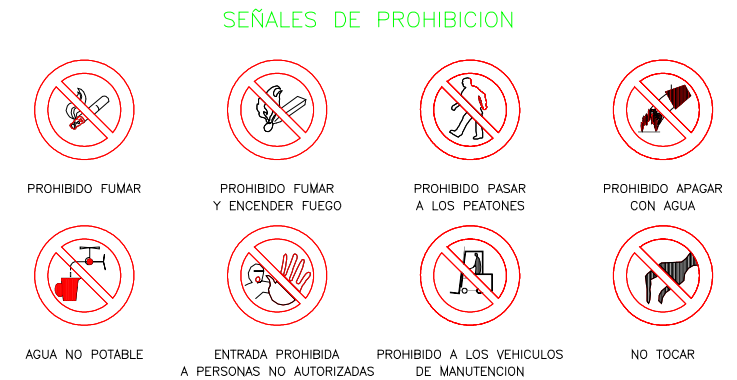 SEÑALES DE PROHIBICION
PROHIBIDO FUMAR
PROHIBIDO FUMAR
Y ENCENDER FUEGO
PROHIBIDO PASAR
A LOS PEATONES
PROHIBIDO APAGAR
CON AGUA
AGUA NO POTABLE
ENTRADA PROHIBIDA
A PERSONAS NO AUTORIZADAS
PROHIBIDO A LOS VEHICULOS
DE MANUTENCION
NO TOCAR